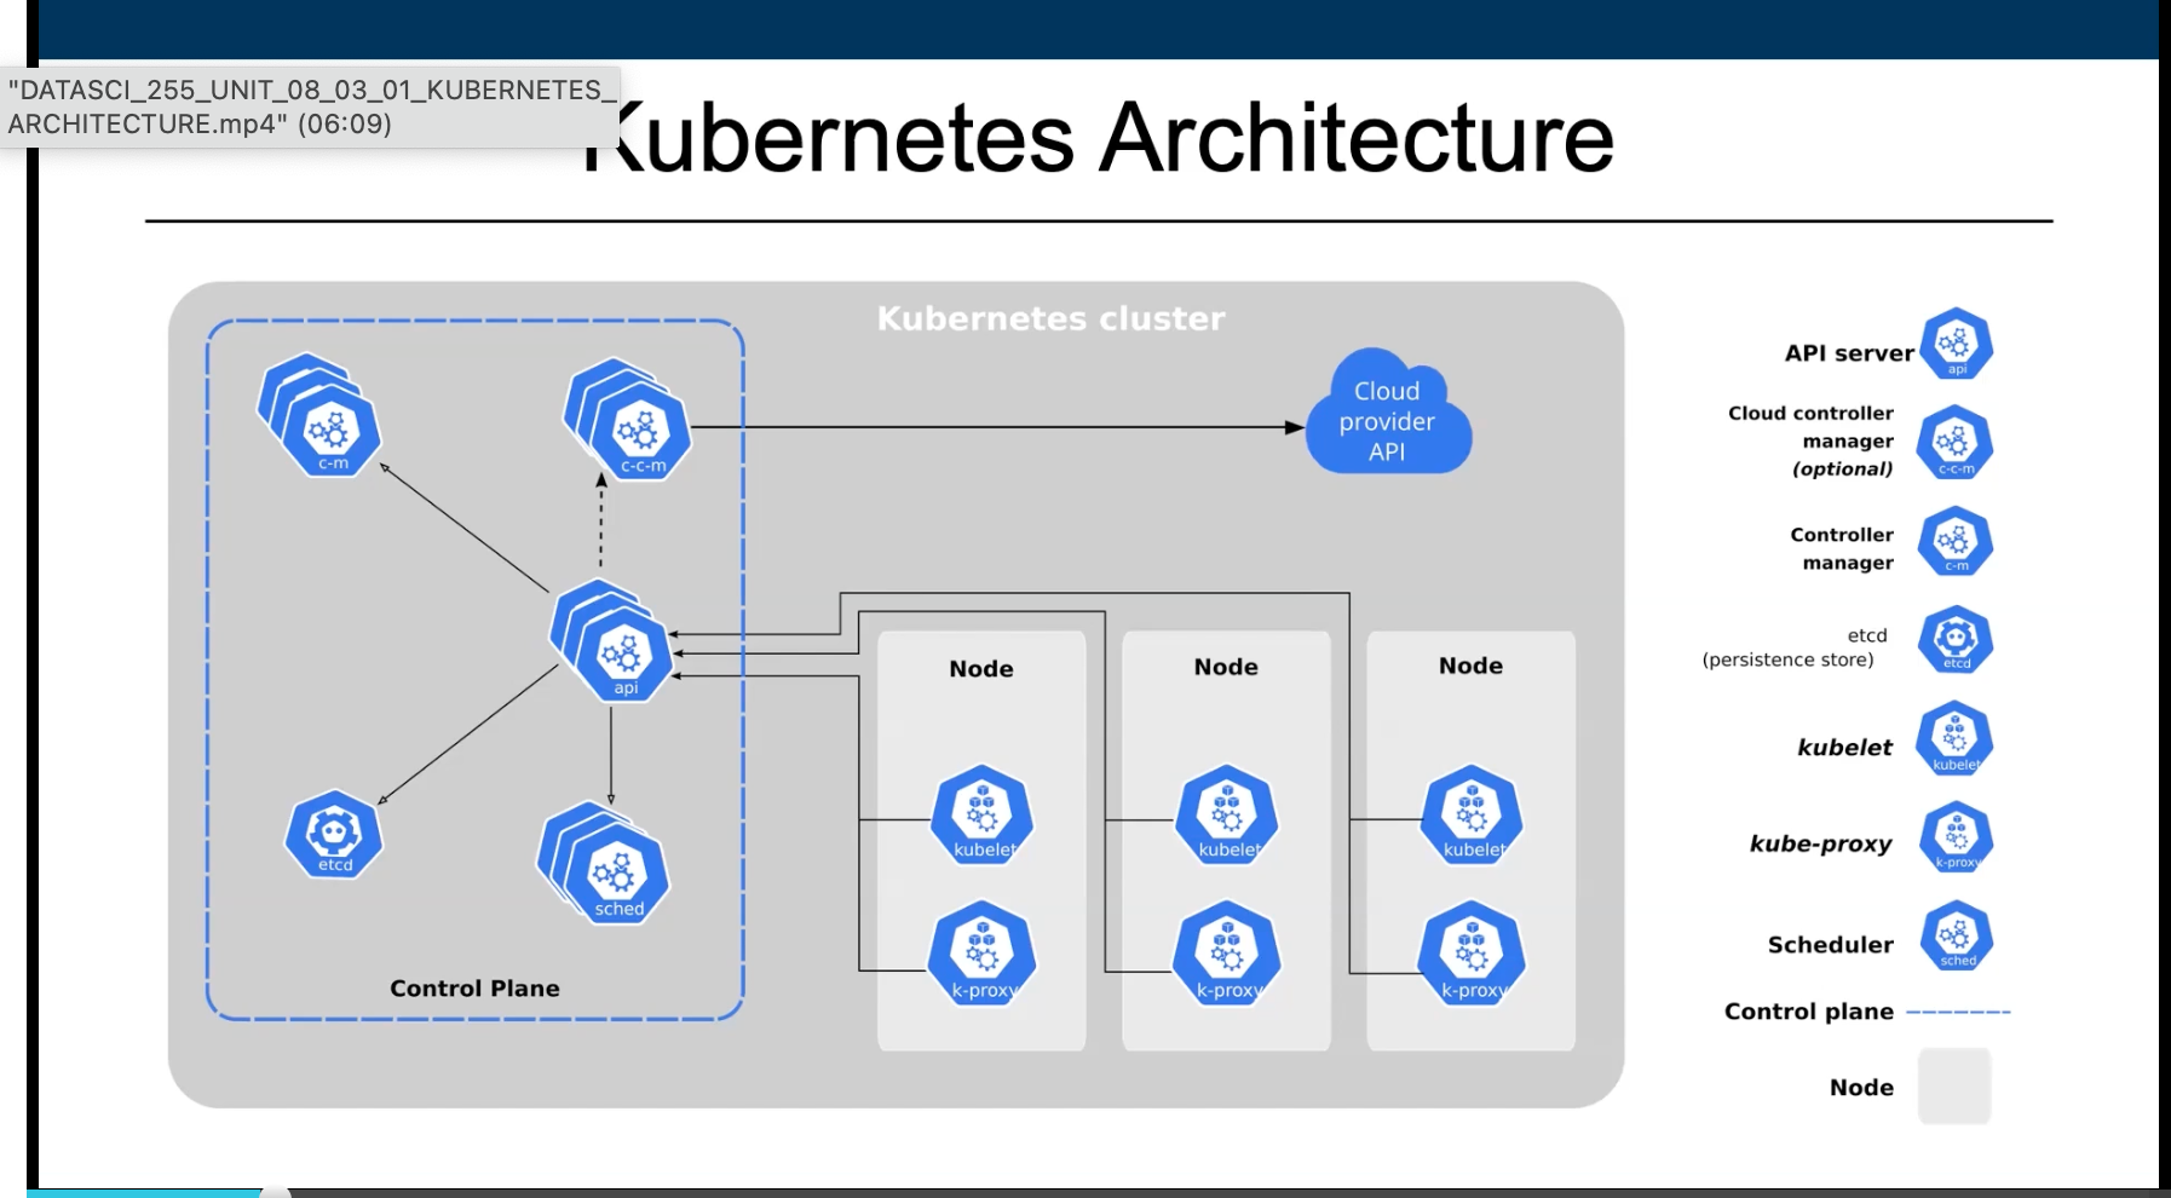 "DATASCI_255_UNIT_08_03_01_KUBERNETES_
ARCHITECTURE.mp4" (06:09)
Kubernetes Architecture
Kubernetes cluster
c-m
c-c-m
Cloud
provider
API
api
etcd
sched
Control Plane
Node
kubelet
k-proxy
Node
kubelet
k-proxy
Node
kubelet
k-proxy
API server
api
Cloud controller
manager
(optional)
c-c-m
Controller
manager
c-m
etcd
(persistence store)
etcd
kubelet
kubelet
kube-proxy
k-proxy
Scheduler
sched
Control plane
Node